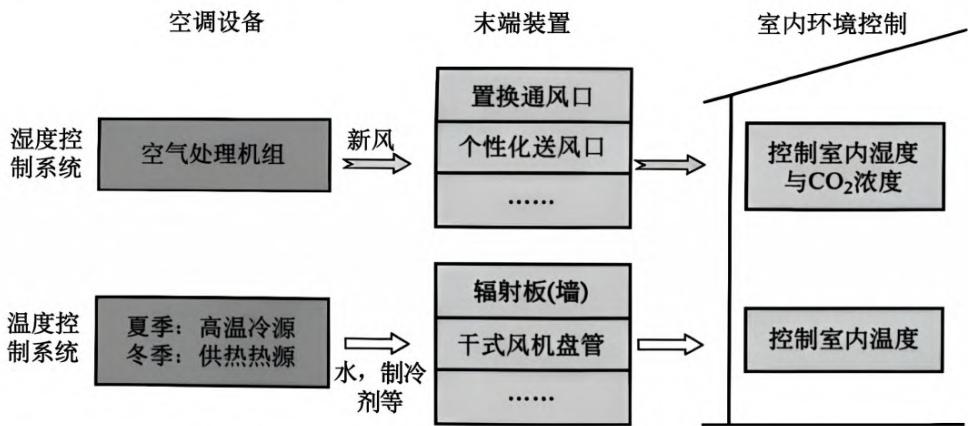 空调设备
末端装置
室内环境控制
湿度控
制系统
空气处理机组
新风
置换通风口
个性化送风口
……
控制室内湿度
与CO₂浓度
温度控
制系统
夏季：高温冷源
冬季：供热热源
水，制冷
剂等
辐射板(墙)
干式风机盘管
……
控制室内温度